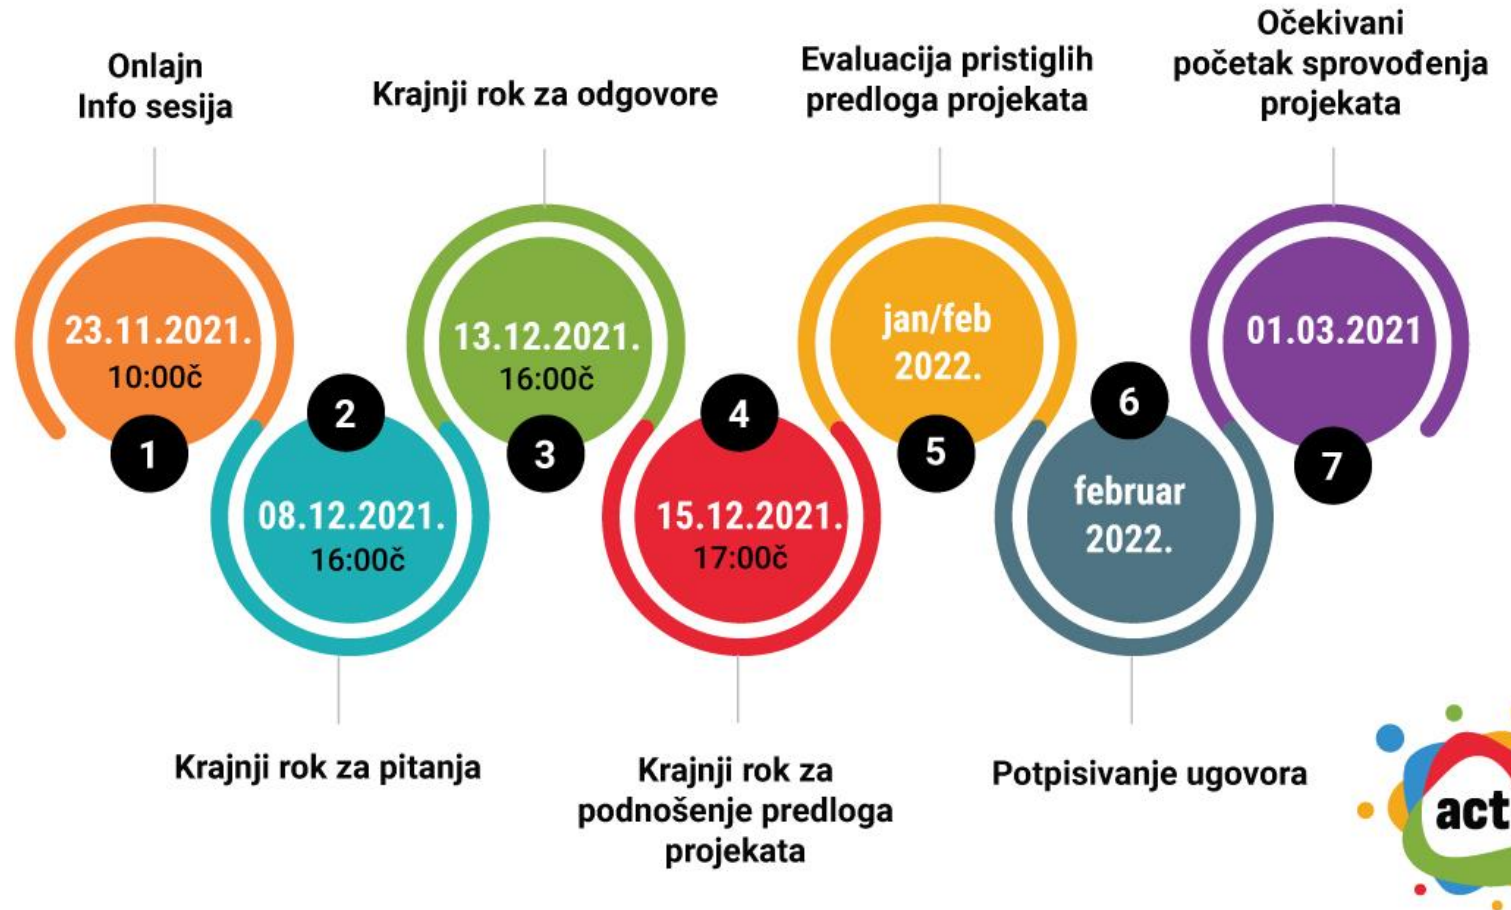 Onlajn
Info sesija
23.11.2021.
10:00č
1
2
08.12.2021.
16:00č
Krajnji rok za pitanja
Krajnji rok za odgovore
13.12.2021.
16:00č
3
4
15.12.2021.
17:00č
Krajnji rok za
podnošenje predloga
projekata
Evaluacija pristiglih
predloga projekata
jan/feb
2022.
5
6
februar
2022.
Potpisivanje ugovora
Očekivani
početak sprovođenja
projekata
01.03.2021
7
act